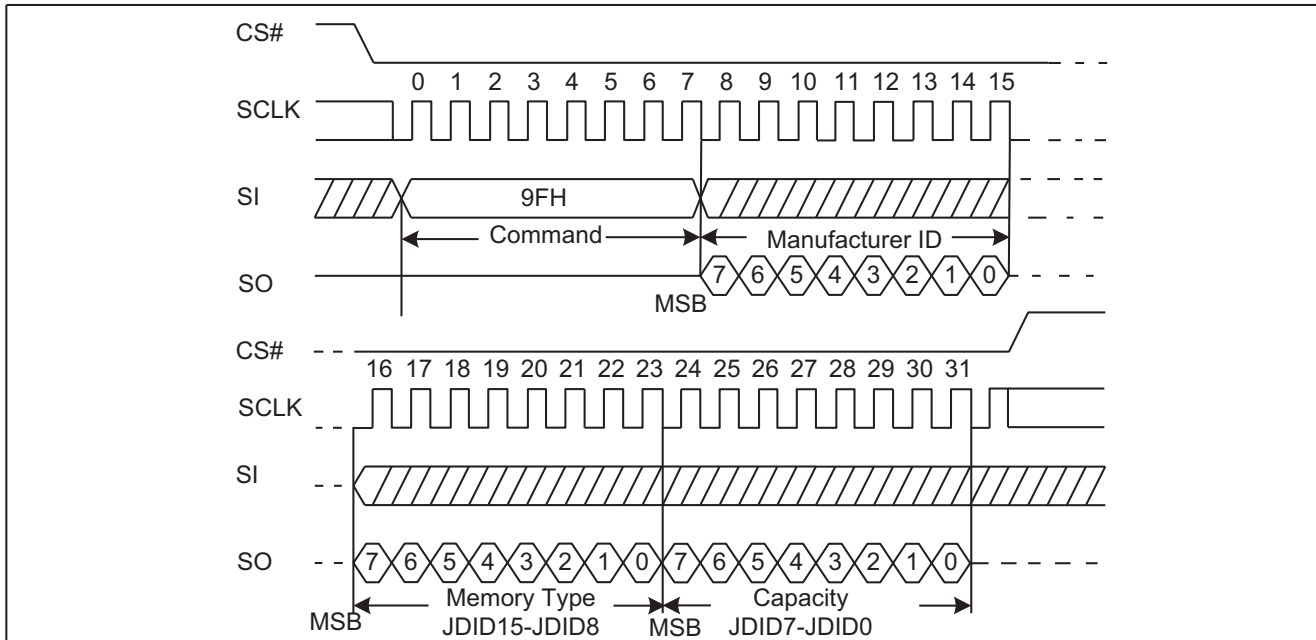 CS#
0 1 2 3 4 5 6 7 8 9 10 11 12 13 14 15
SCLK
SI 9FH
Command Manufacturer ID
SO 7 6 5 4 3 2 1 0
MSB
CS#
16 17 18 19 20 21 22 23 24 25 26 27 28 29 30 31
SCLK
SI
SO 7 6 5 4 3 2 1 0 7 6 5 4 3 2 1 0
MSB Memory Type MSB Capacity
JDID15-JDID8 JDID7-JDID0